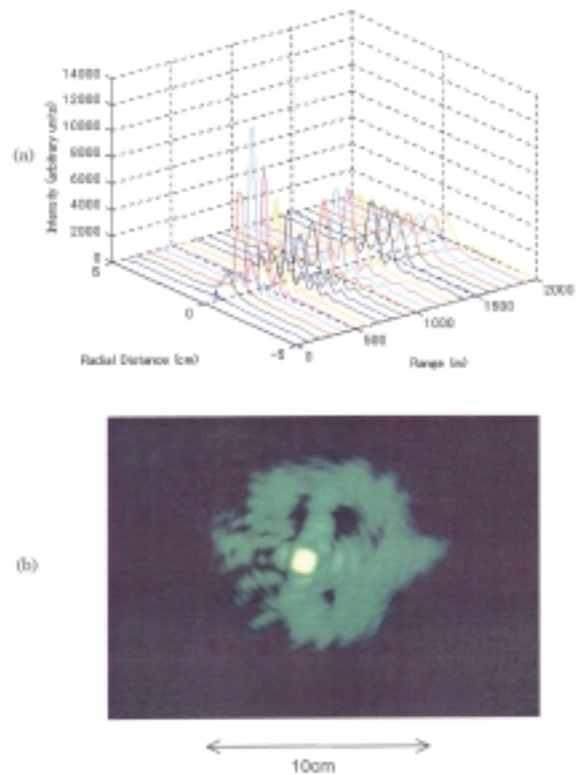 14000
12000
10000
8000
6000
4000
2000
0
Intensity (arbitrary units)
(a)
5
0
-5
Radial Distance (cm)
0
500
1000
1500
2000
Range (m)
(b)
10cm